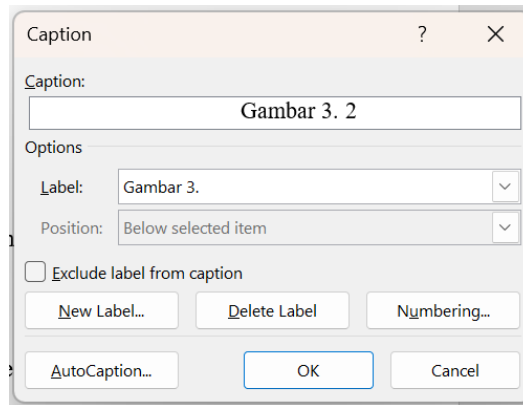 Caption ? ✕
Caption:
Gambar 3. 2
Options
Label: Gambar 3.
Position: Below selected item
Exclude label from caption
New Label... Delete Label Numbering...
AutoCaption... OK Cancel